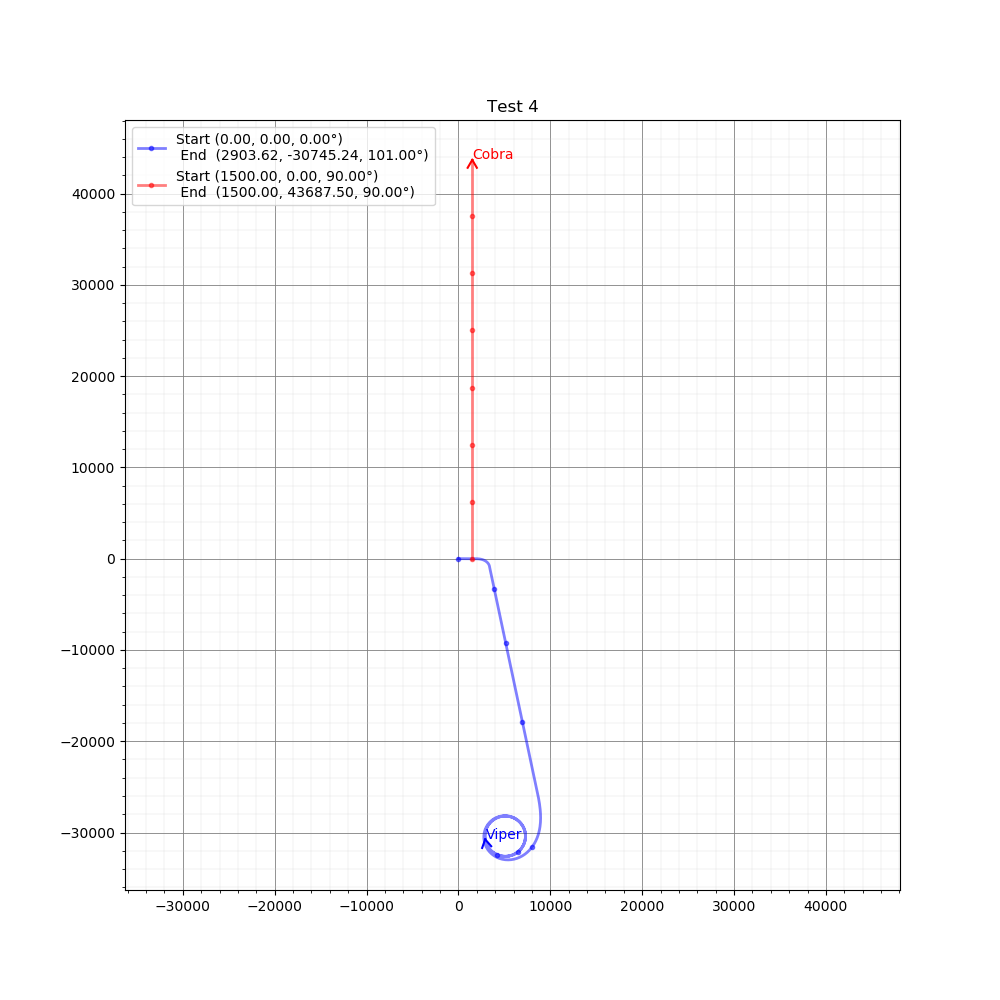 Test 4
Start (0.00, 0.00, 0.00°)
End  (2903.62, -30745.24, 101.00°)
Start (1500.00, 0.00, 90.00°)
End  (1500.00, 43687.50, 90.00°)
Cobra
40000
30000
20000
10000
0
−10000
−20000
−30000
Viper
−30000 −20000 −10000 0 10000 20000 30000 40000